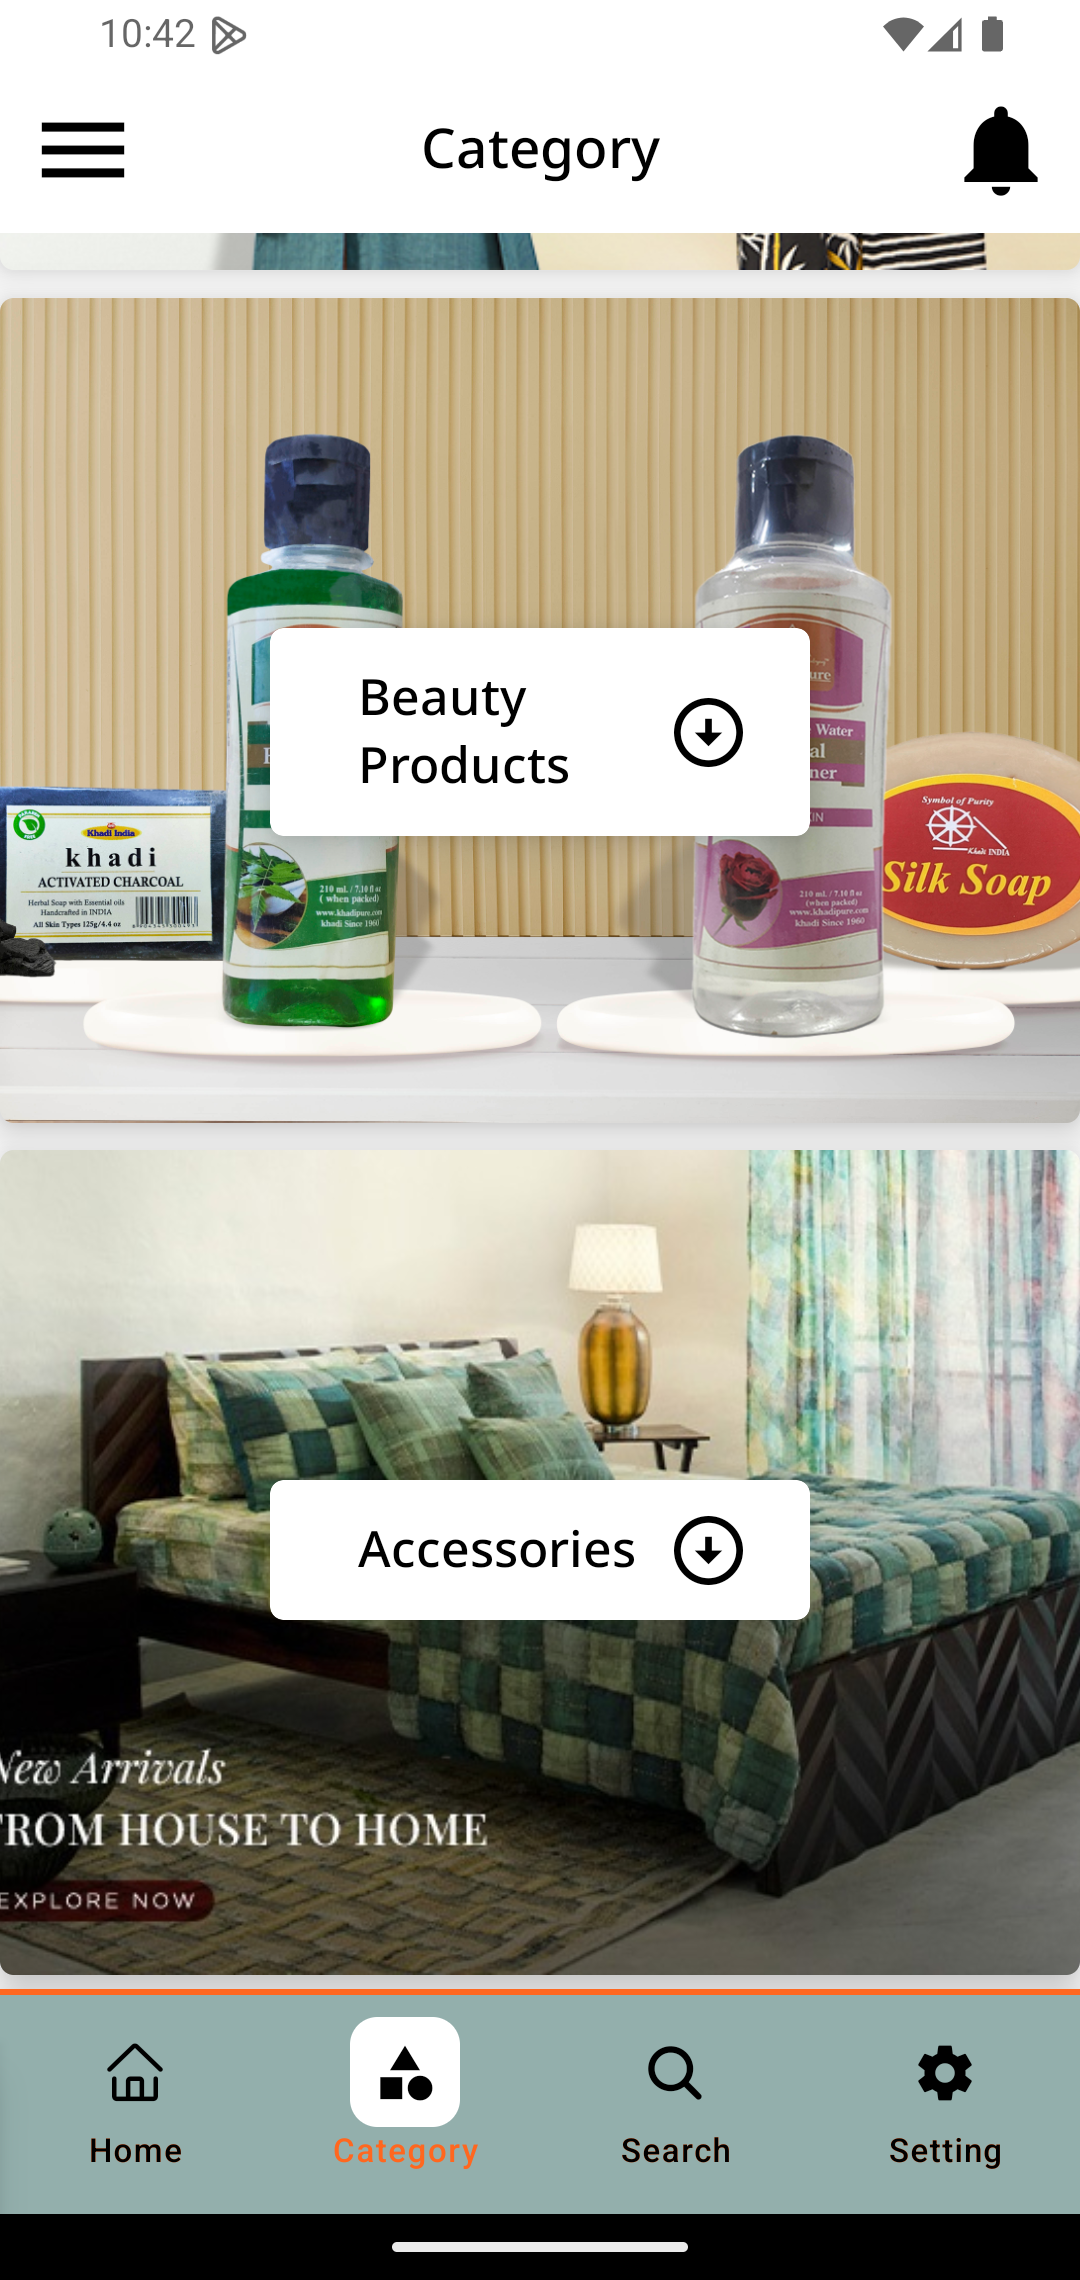 10:42
Category
Beauty
Products
Water
Khadi India
khadi
ACTIVATED CHARCOAL
Herbal Soap with Essential oils
Handcrafted in INDIA
All Skin Types 125g/4.4 oz
210 mL / 7.10 fl oz
( when packed)
www.khadipure.com
khadi Since 1960
210 mL / 7.10 fl oz
(when packed)
www.khadipure.com
khadi Since 1960
Symbol of Purity
Khadi INDIA
Silk Soap
Accessories
New Arrivals
FROM HOUSE TO HOME
EXPLORE NOW
Home
Category
Search
Setting